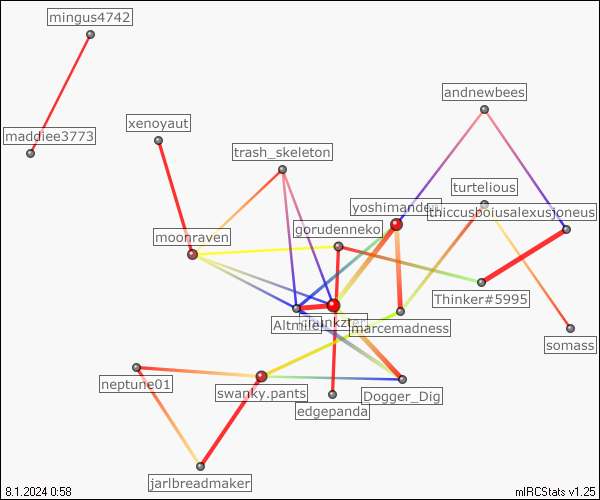 mingus4742
andnewbees
xenoyaut
maddiee3773
trash_skeleton
turtelious
yoshimander
thiccusboiusalexusjoneus
gorudenneko
moonraven
Thinker#5995
Altmile
chunkzter
marcemadness
somass
neptune01
swanky.pants
Dogger_Dig
edgepanda
jarlbreadmaker
8.1.2024 0:58
mIRCStats v1.25